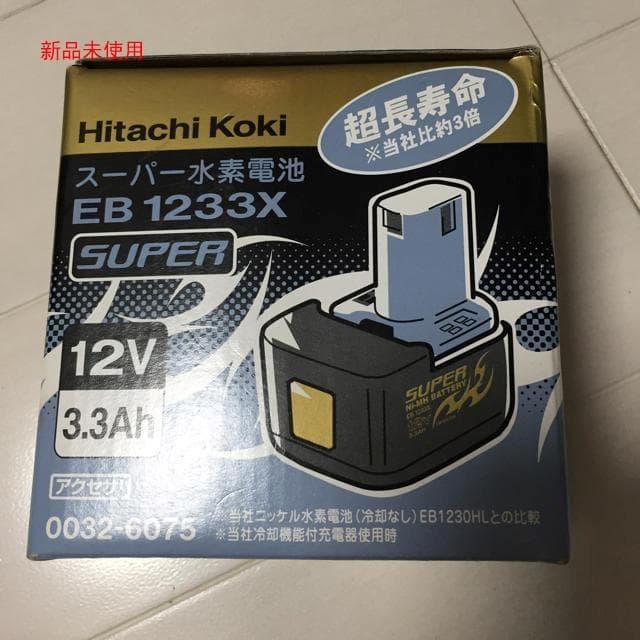 新品未使用
Hitachi Koki
超長寿命
※当社比約3倍
スーパー水素電池
EB 1233X
SUPER
12V
3.3Ah
SUPER
Ni-MH BATTERY
アクセサリ
0032-6075
※当社ニッケル水素電池(冷却なし)EB1230HLとの比較
※当社冷却機能付充電器使用時